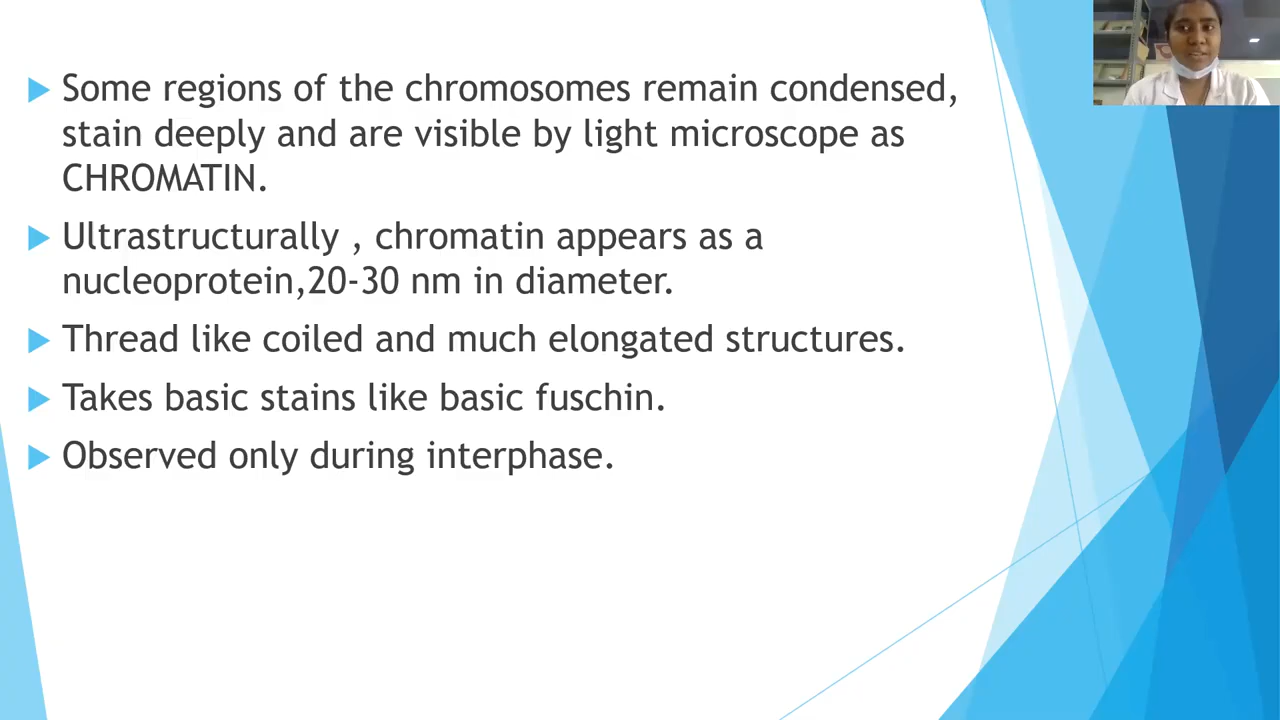 Some regions of the chromosomes remain condensed,
stain deeply and are visible by light microscope as
CHROMATIN.
Ultrastructurally , chromatin appears as a
nucleoprotein,20-30 nm in diameter.
Thread like coiled and much elongated structures.
Takes basic stains like basic fuschin.
Observed only during interphase.